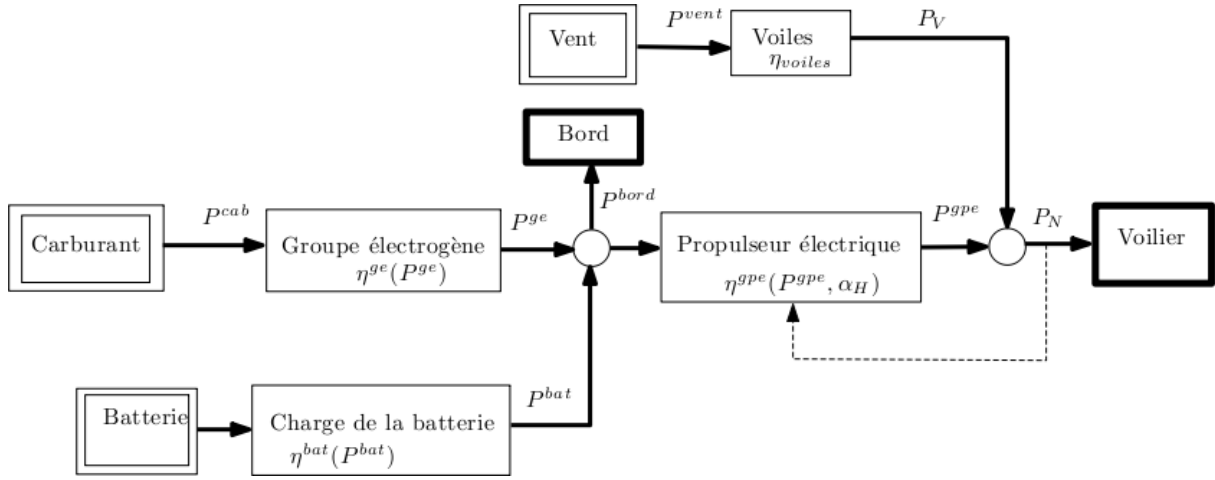 Vent
P^{vent}
Voiles
η_{voiles}
P_V
Bord
P^{bord}
Carburant
P^{cab}
Groupe électrogène
η^{ge}(P^{ge})
P^{ge}
Propulseur électrique
η^{gpe}(P^{gpe}, α_H)
P^{gpe}
P_N
Voilier
Batterie
Charge de la batterie
η^{bat}(P^{bat})
P^{bat}